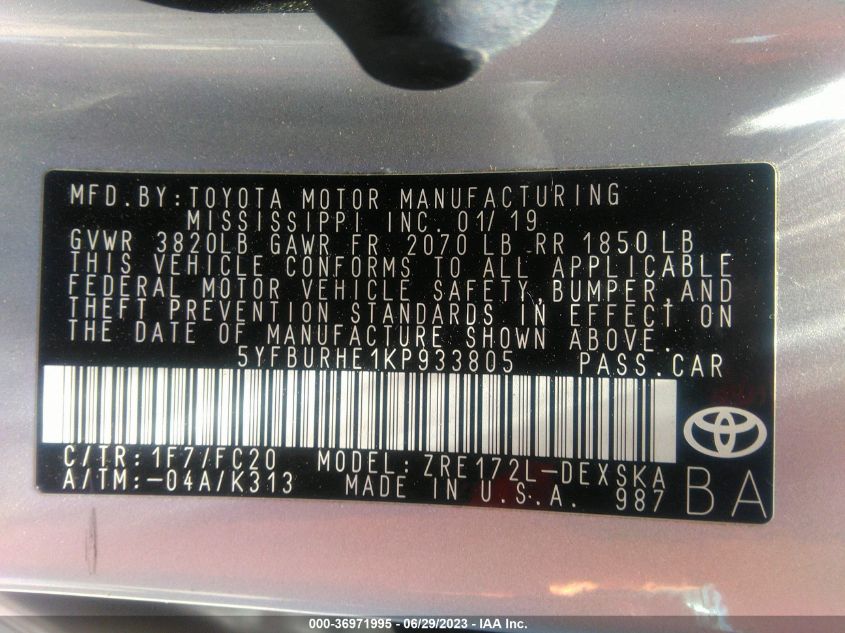 MFD.BY:TOYOTA MOTOR MANUFACTURING
MISSISSIPPI INC. 01/19
GVWR 3820LB GAWR FR 2070 LB RR 1850LB
THIS VEHICLE CONFORMS TO ALL APPLICABLE
FEDERAL MOTOR VEHICLE SAFETY,BUMPER,AND
THEFT PREVENTION STANDARDS IN EFFECT ON
THE DATE OF MANUFACTURE SHOWN ABOVE.
5YFBURHE1KP933805 PASS.CAR
C/TR:1F7/FC20 MODEL:ZRE172L-DEXSKA
A/TM:-04A/K313 MADE IN U.S.A. 987 BA
000-36971995 - 06/29/2023 - IAA Inc.